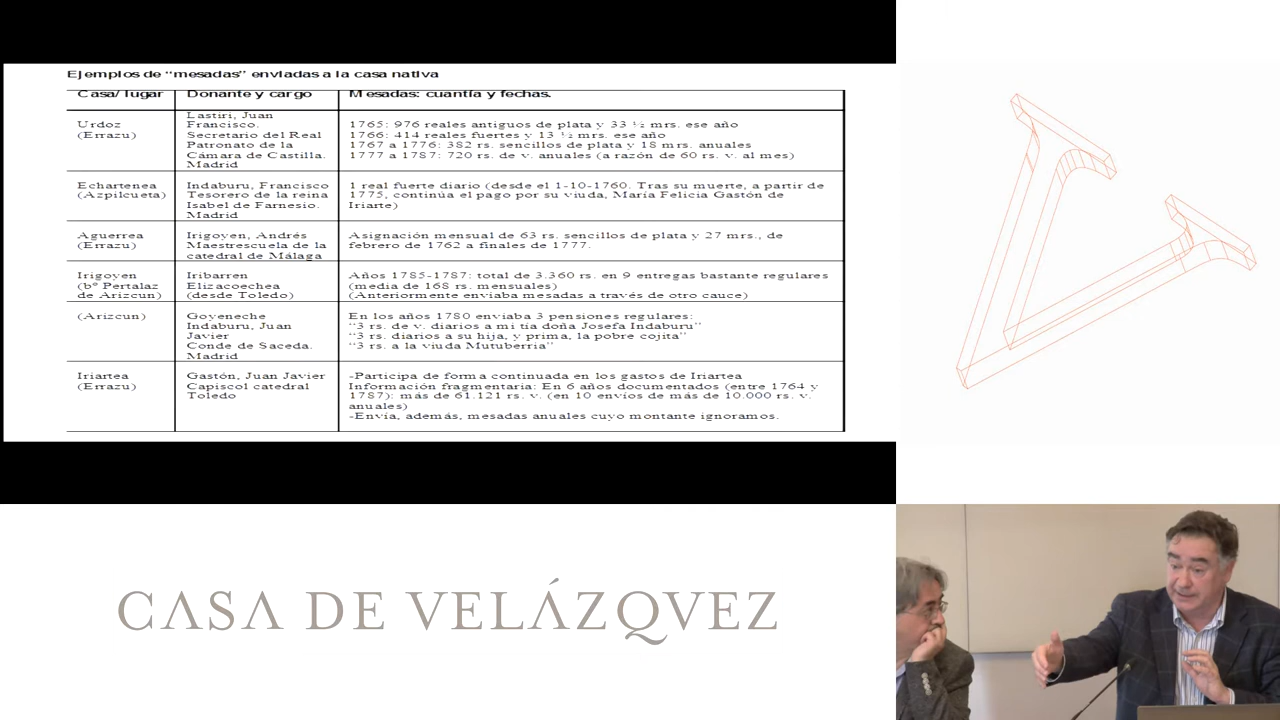 Ejemplos de “mesadas” enviadas a la casa nativa
Casa/ lugar
Donante y cargo
Mesadas: cuantía y fechas.
Urdoz
(Errazu)
Lastiri, Juan
Francisco.
Secretario del Real
Patronato de la
Cámara de Castilla.
Madrid
1765: 976 reales antiguos de plata y 33 ½ mrs. ese año
1766: 414 reales fuertes y 13 ½ mrs. ese año
1767 a 1776: 382 rs. sencillos de plata y 18 mrs. anuales
1777 a 1787: 720 rs. de v. anuales (a razón de 60 rs. v. al mes)
Echartenea
(Azpilcueta)
Indaburu, Francisco
Tesorero de la reina
Isabel de Farnesio.
Madrid
1 real fuerte diario (desde el 1-10-1760. Tras su muerte, a partir de
1775, continúa el pago por su viuda, María Felicia Gastón de
Iriarte)
Aguerrea
(Errazu)
Irigoyen, Andrés
Maestrescuela de la
catedral de Málaga
Asignación mensual de 63 rs. sencillos de plata y 27 mrs., de
febrero de 1762 a finales de 1777.
Irigoyen
(bº Pertalaz
de Arizcun)
Iribarren
Elizacoechea
(desde Toledo)
Años 1785-1787: total de 3.360 rs. en 9 entregas bastante regulares
(media de 168 rs. mensuales)
(Anteriormente enviaba mesadas a través de otro cauce)
(Arizcun)
Goyeneche
Indaburu, Juan
Javier
Conde de Saceda.
Madrid
En los años 1780 enviaba 3 pensiones regulares:
“3 rs. de v. diarios a mi tía doña Josefa Indaburu”
“3 rs. diarios a su hija, y prima, la pobre cojita”
“3 rs. a la viuda Mutuberria”
Iriartea
(Errazu)
Gastón, Juan Javier
Capiscol catedral
Toledo
-Participa de forma continuada en los gastos de Iriartea
Información fragmentaria: En 6 años documentados (entre 1764 y
1787): más de 61.121 rs. v. (en 10 envíos de más de 10.000 rs. v.
anuales)
-Envía, además, mesadas anuales cuyo montante ignoramos.
CASA DE VELÁZQVEZ